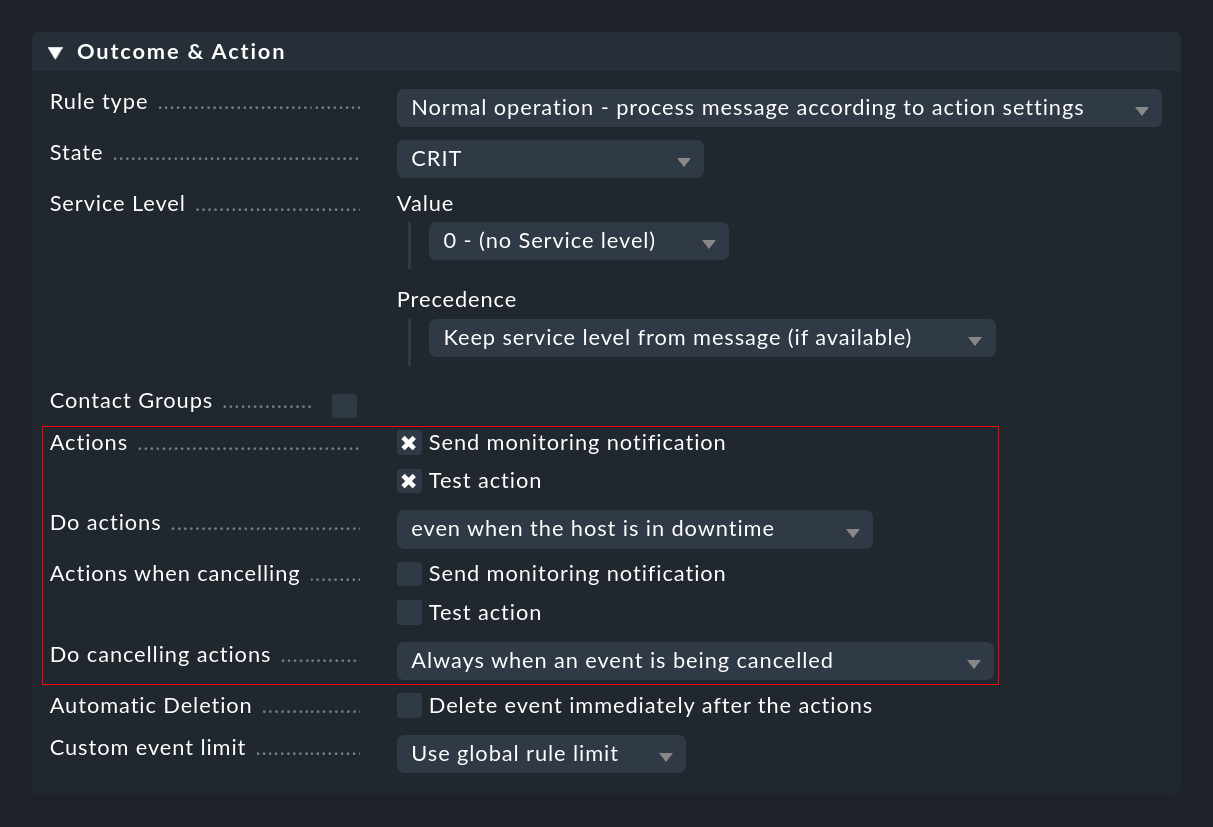 Outcome & Action
Rule type
Normal operation - process message according to action settings
State
CRIT
Service Level
Value
0 - (no Service level)
Precedence
Keep service level from message (if available)
Contact Groups
Actions
Send monitoring notification
Test action
Do actions
even when the host is in downtime
Actions when cancelling
Send monitoring notification
Test action
Do cancelling actions
Always when an event is being cancelled
Automatic Deletion
Delete event immediately after the actions
Custom event limit
Use global rule limit